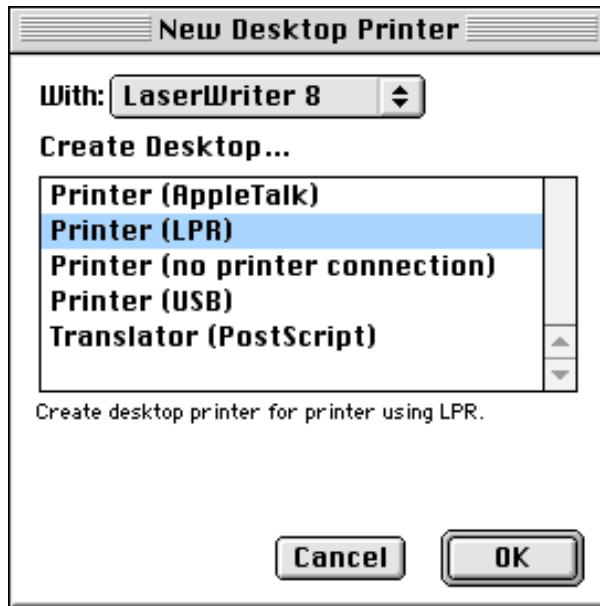 New Desktop Printer
With: LaserWriter 8
Create Desktop...
Printer (AppleTalk)
Printer (LPR)
Printer (no printer connection)
Printer (USB)
Translator (PostScript)
Create desktop printer for printer using LPR.
Cancel OK